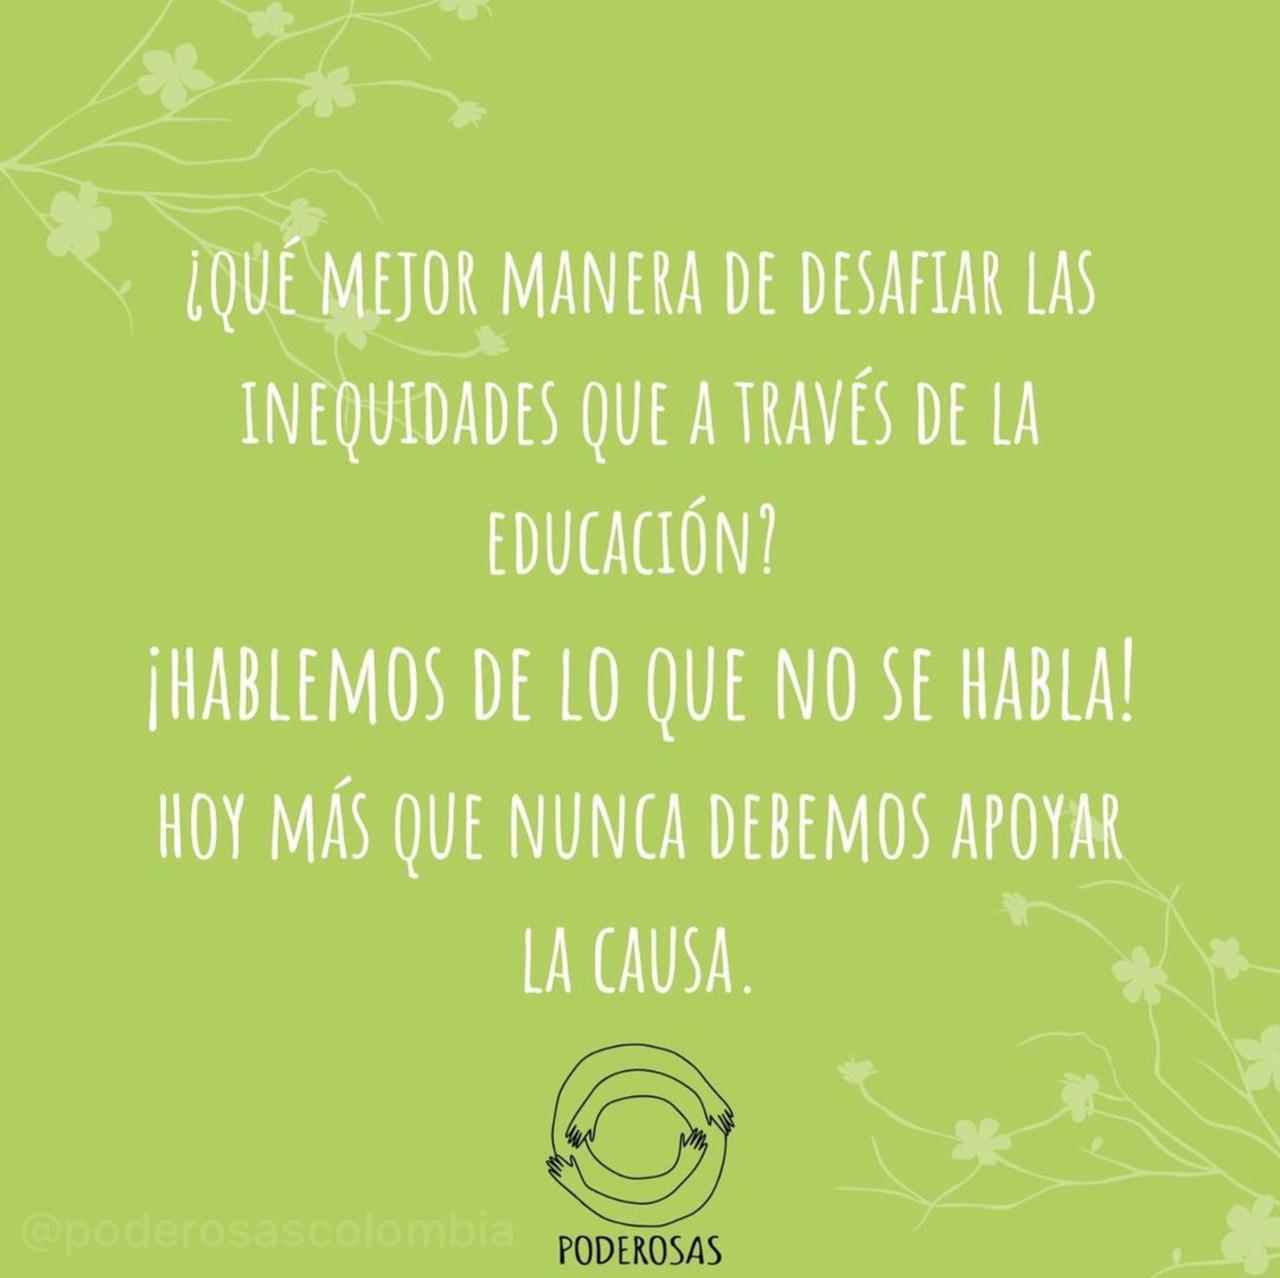 ¿QUÉ MEJOR MANERA DE DESAFIAR LAS
INEQUIDADES QUE A TRAVÉS DE LA
EDUCACIÓN?
¡HABLEMOS DE LO QUE NO SE HABLA!
HOY MÁS QUE NUNCA DEBEMOS APOYAR
LA CAUSA.
@poderosascolombia
PODEROSAS